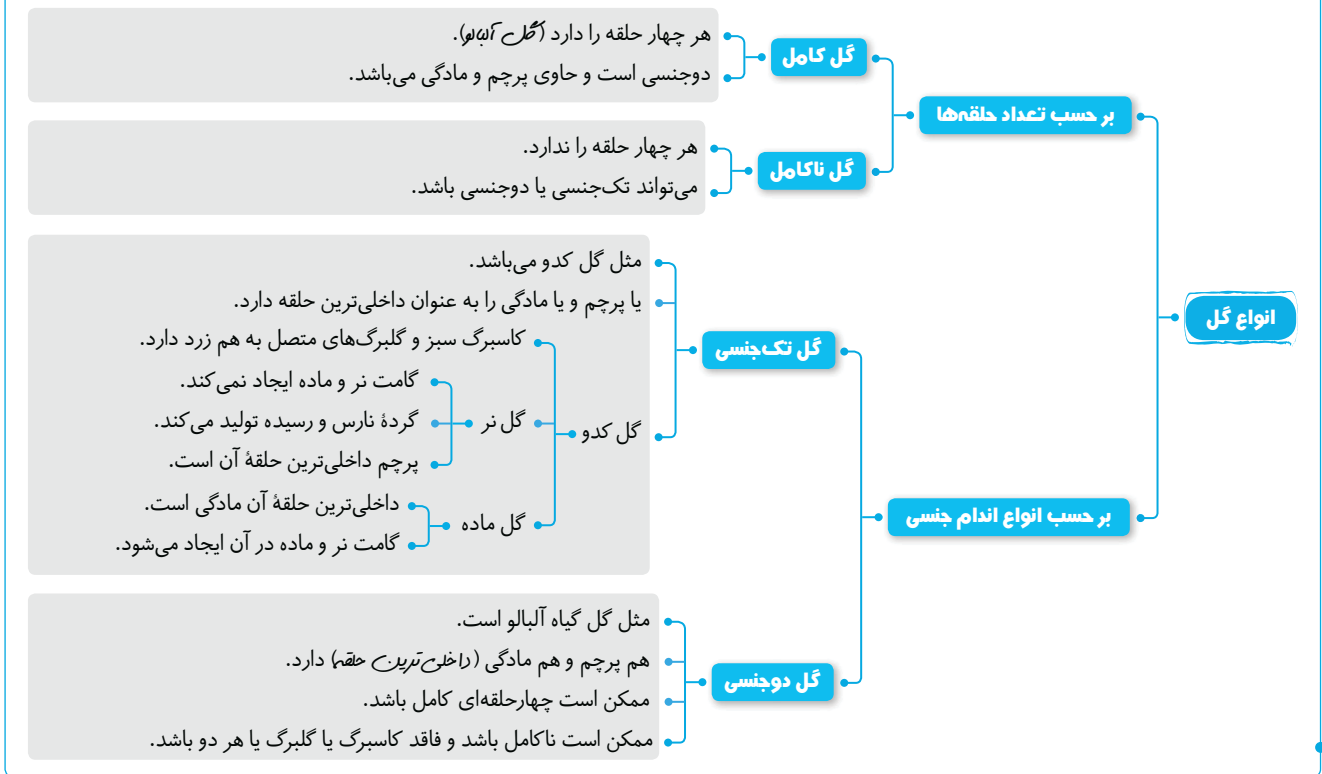 انواع گل
بر حسب تعداد حلقه‌ها
گل کامل
هر چهار حلقه را دارد (گل آلبالو).
دوجنسی است و حاوی پرچم و مادگی می‌باشد.
گل ناکامل
هر چهار حلقه را ندارد.
می‌تواند تک‌جنسی یا دوجنسی باشد.
بر حسب انواع اندام جنسی
گل تک‌جنسی
مثل گل کدو می‌باشد.
یا پرچم و یا مادگی را به عنوان داخلی‌ترین حلقه دارد.
گل کدو
کاسبرگ سبز و گلبرگ‌های متصل به هم زرد دارد.
گل نر
گامت نر و ماده ایجاد نمی‌کند.
گردهٔ نارس و رسیده تولید می‌کند.
پرچم داخلی‌ترین حلقهٔ آن است.
گل ماده
داخلی‌ترین حلقهٔ آن مادگی است.
گامت نر و ماده در آن ایجاد می‌شود.
گل دوجنسی
مثل گل گیاه آلبالو است.
هم پرچم و هم مادگی (داخلی‌ترین حلقه) دارد.
ممکن است چهارحلقه‌ای کامل باشد.
ممکن است ناکامل باشد و فاقد کاسبرگ یا گلبرگ یا هر دو باشد.